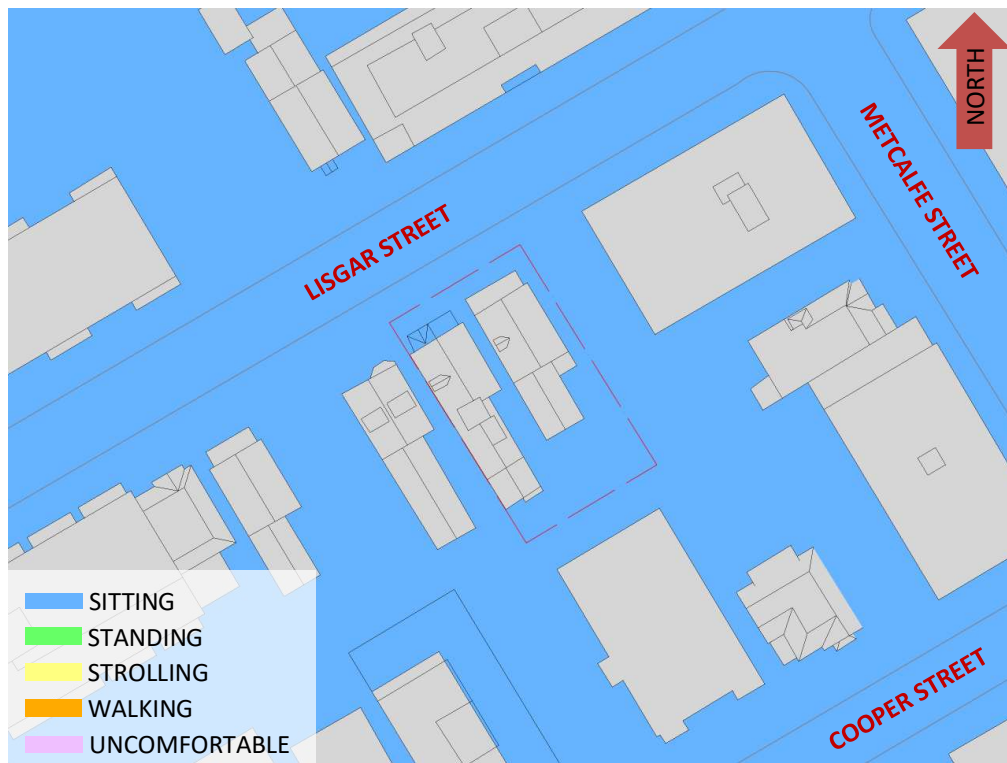 NORTH
METCALFE STREET
LISGAR STREET
SITTING
STANDING
STROLLING
WALKING
UNCOMFORTABLE
COOPER STREET